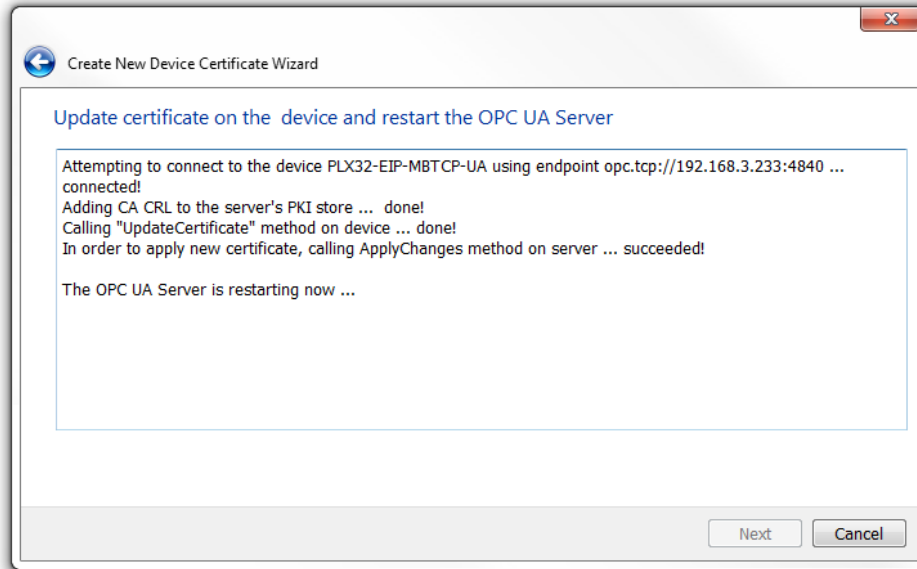 Create New Device Certificate Wizard
Update certificate on the device and restart the OPC UA Server
Attempting to connect to the device PLX32-EIP-MBTCP-UA using endpoint opc.tcp://192.168.3.233:4840 ...
connected!
Adding CA CRL to the server's PKI store ... done!
Calling "UpdateCertificate" method on device ... done!
In order to apply new certificate, calling ApplyChanges method on server ... succeeded!
The OPC UA Server is restarting now ...
Next Cancel